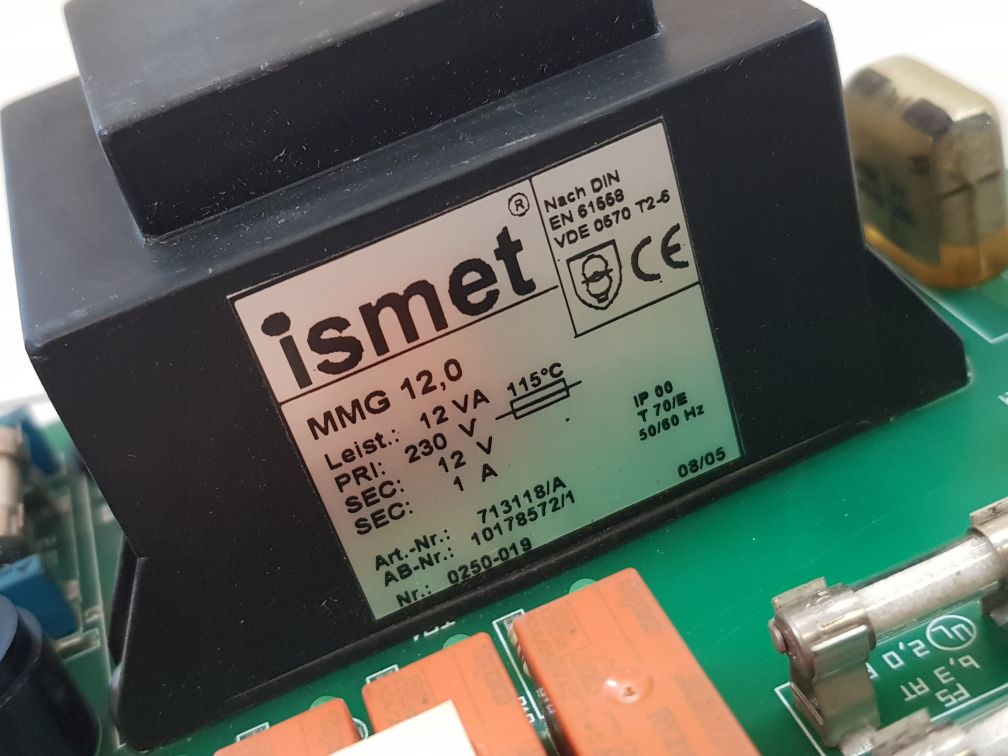 ismet ®
Nach DIN
EN 61558
VDE 0570 T2-6
CE
MMG 12,0
Leist.: 12 VA
115°C
PRI: 230 V
SEC: 12 V
SEC: 1 A
IP 00
T 70/E
50/60 Hz
Art.-Nr.: 713118/A
AB-Nr.: 10178572/1
Nr.: 0250-019
08/05